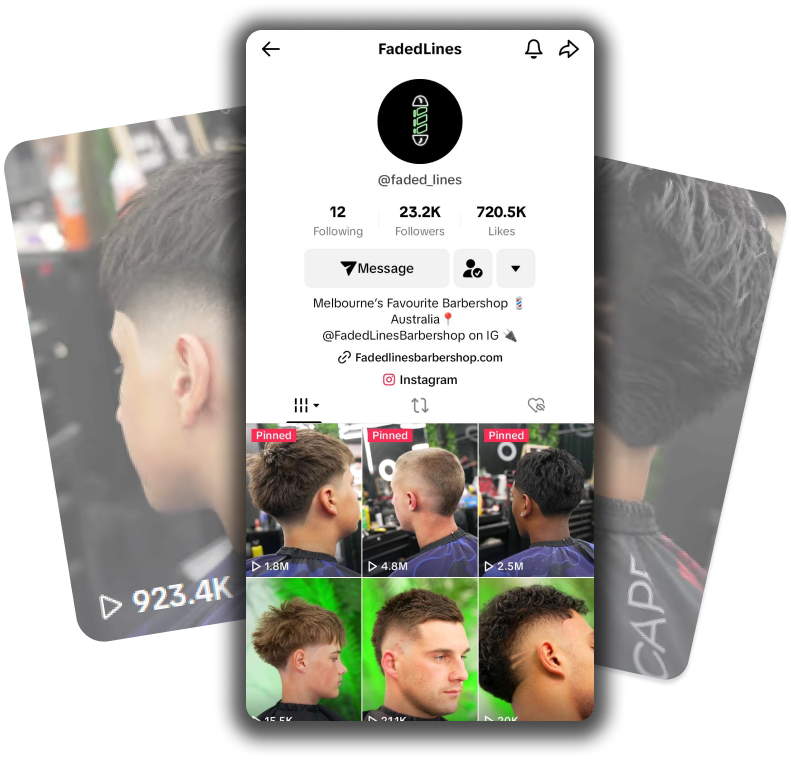 FadedLines
@faded_lines
12 23.2K 720.5K
Following Followers Likes
Message
Melbourne's Favourite Barbershop 💈
Australia📍
@FadedLinesBarbershop on IG 🔌
Fadedlinesbarbershop.com
Instagram
Pinned Pinned Pinned
1.8M 4.8M 2.5M
15.5K 211K 20K
923.4K
CAPE